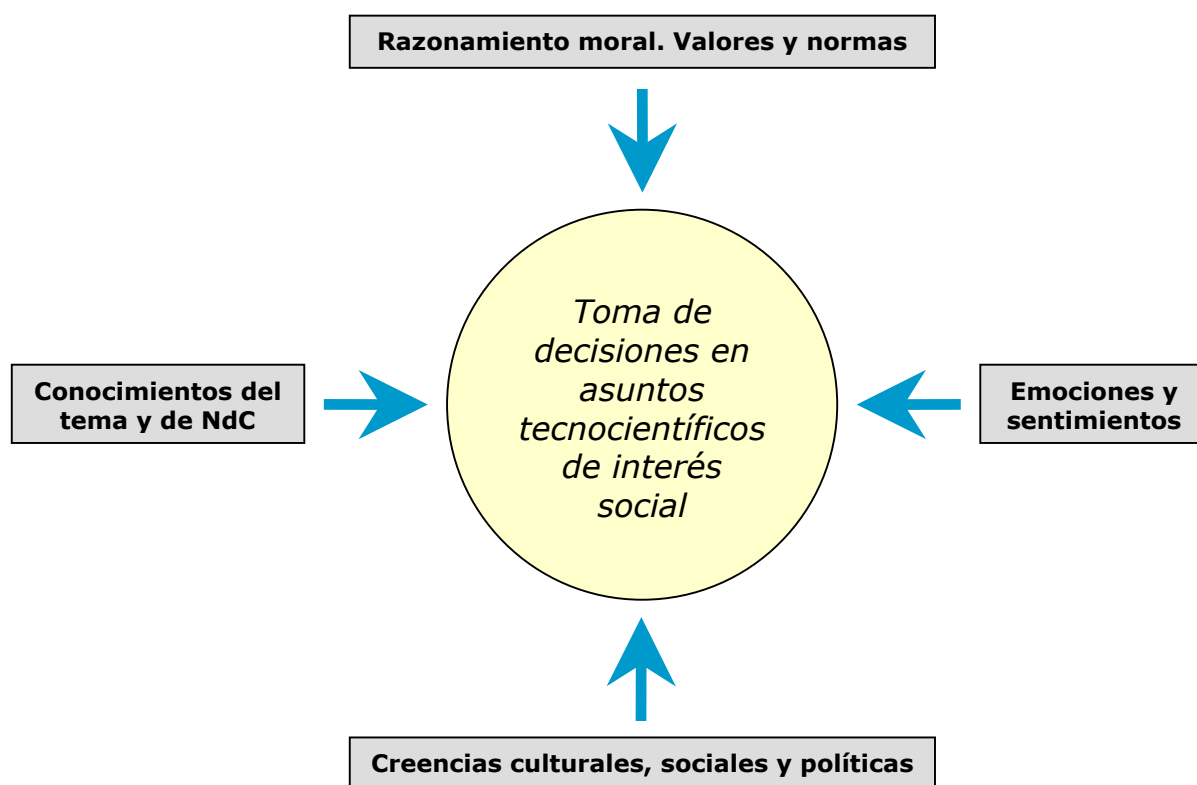 Razonamiento moral. Valores y normas
Toma de
decisiones en
asuntos
tecnocientíficos
de interés
social
Conocimientos del
tema y de NdC
Emociones y
sentimientos
Creencias culturales, sociales y políticas